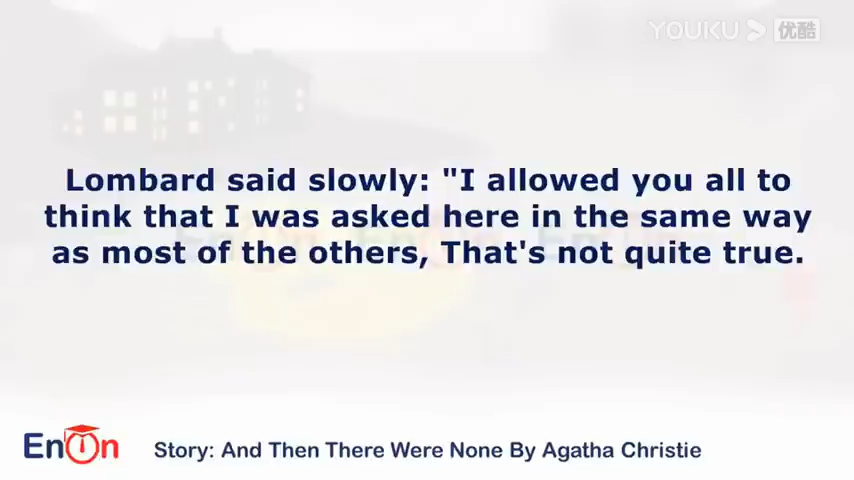 YOUKU 优酷
Lombard said slowly: "I allowed you all to
think that I was asked here in the same way
as most of the others, That's not quite true.
EnOn
Story: And Then There Were None By Agatha Christie